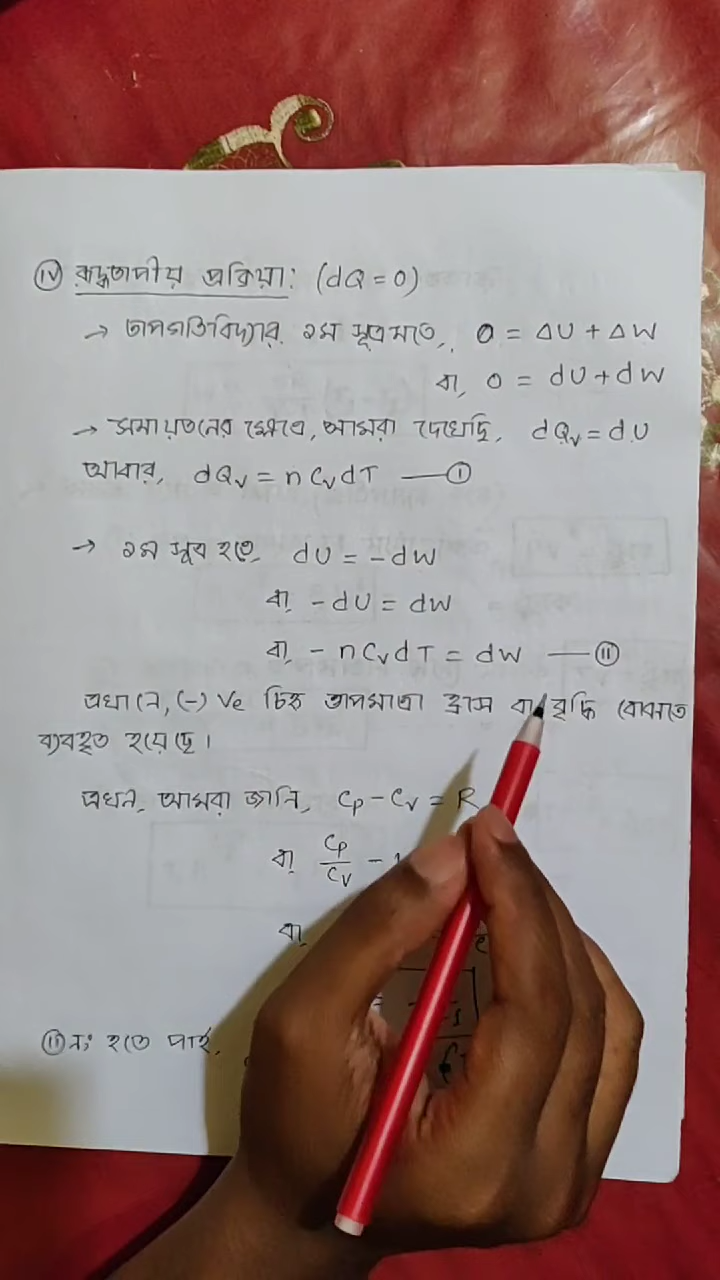 (iv) রুদ্ধতাপীয় প্রক্রিয়া: (dQ = 0)
→ তাপগতিবিদ্যার ১ম সূত্রমতে, 0 = ΔU + ΔW
বা, 0 = dU + dW
→ সমায়তনের ক্ষেত্রে, আমরা দেখেছি, dQᵥ = dU
আবার, dQᵥ = nCᵥdT —— (i)
→ ১ম সূত্র হতে, dU = -dW
বা, -dU = dW
বা, -nCᵥdT = dW —— (ii)
এখানে, (-) Ve চিহ্ন তাপমাত্রা হ্রাস বা বৃদ্ধি বোঝাতে
ব্যবহৃত হয়েছে।
এখন, আমরা জানি, Cₚ - Cᵥ = R
বা, Cₚ/Cᵥ -
বা,
(ii) নং হতে পাই,